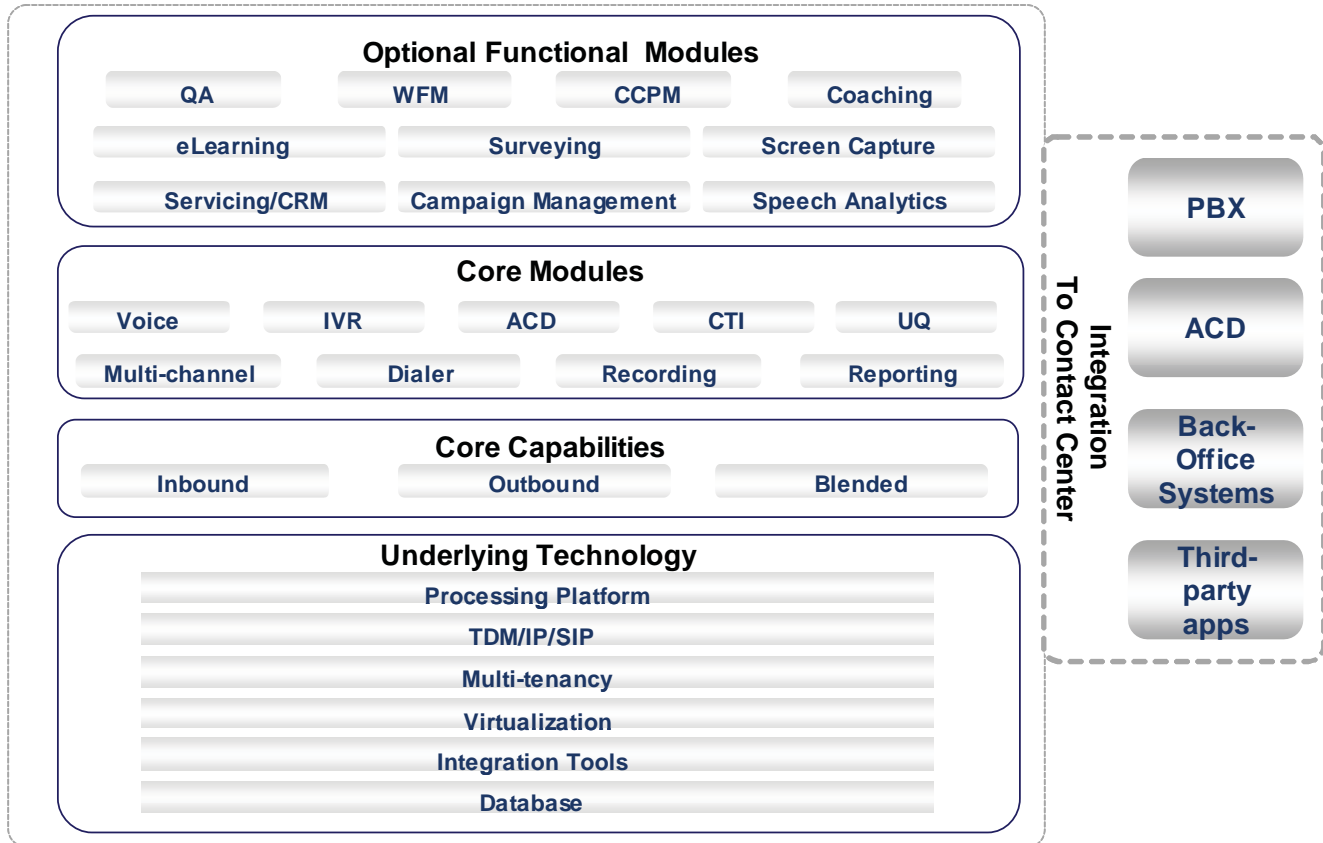 Optional Functional Modules
QA WFM CCPM Coaching
eLearning Surveying Screen Capture
Servicing/CRM Campaign Management Speech Analytics
Core Modules
Voice IVR ACD CTI UQ
Multi-channel Dialer Recording Reporting
Core Capabilities
Inbound Outbound Blended
Underlying Technology
Processing Platform
TDM/IP/SIP
Multi-tenancy
Virtualization
Integration Tools
Database
Integration
To Contact Center
PBX
ACD
Back-
Office
Systems
Third-
party
apps